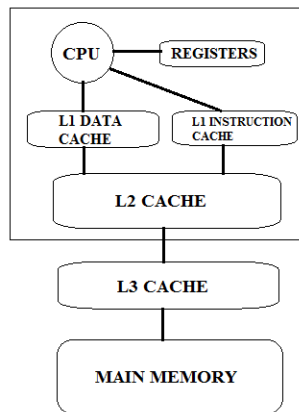 CPU
REGISTERS
L1 DATA
CACHE
L1 INSTRUCTION
CACHE
L2 CACHE
L3 CACHE
MAIN MEMORY